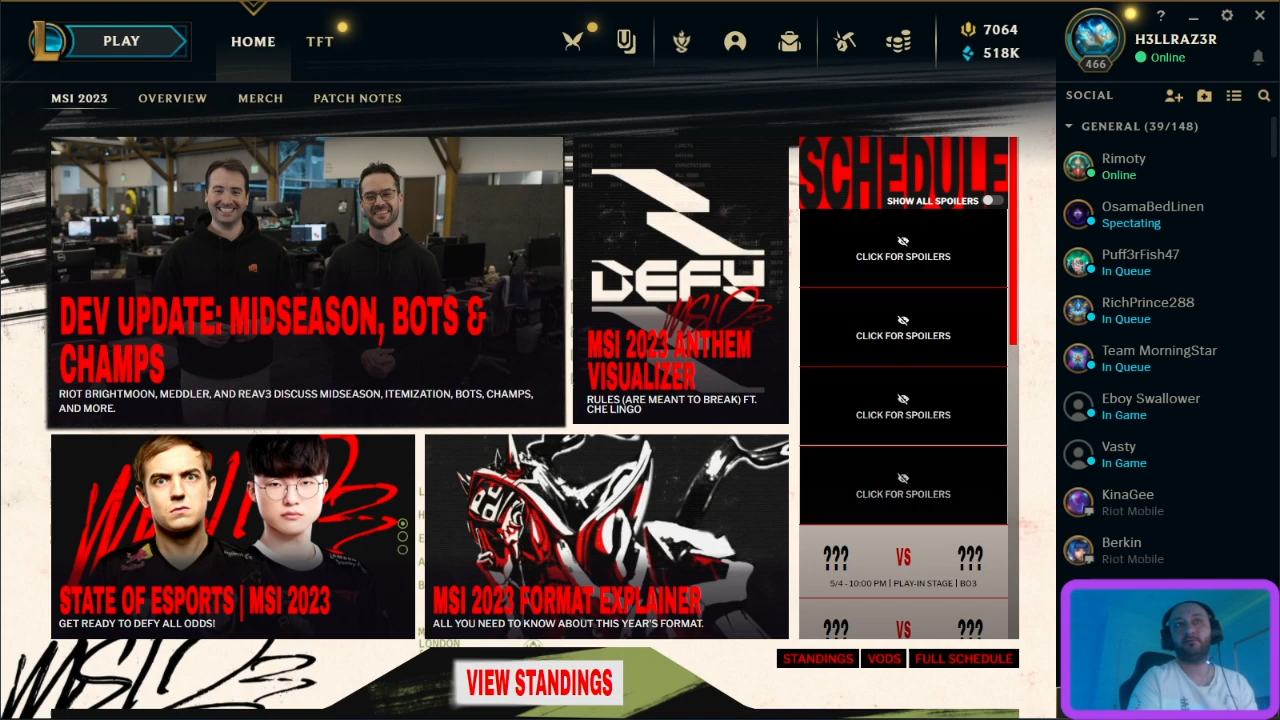 PLAY
HOME
TFT
7064
518K
?
466
H3LLRAZ3R
Online
MSI 2023
OVERVIEW
MERCH
PATCH NOTES
SOCIAL
GENERAL (39/148)
Rimoty
Online
OsamaBedLinen
Spectating
Puff3rFish47
In Queue
RichPrince288
In Queue
Team MorningStar
In Queue
Eboy Swallower
In Game
Vasty
In Game
KinaGee
Riot Mobile
Berkin
Riot Mobile
DEV UPDATE: MIDSEASON, BOTS &
CHAMPS
RIOT BRIGHTMOON, MEDDLER, AND REAV3 DISCUSS MIDSEASON, ITEMIZATION, BOTS, CHAMPS,
AND MORE.
DEFY
MSI 2023 ANTHEM
VISUALIZER
RULES (ARE MEANT TO BREAK) FT.
CHE LINGO
SCHEDULE
SHOW ALL SPOILERS
CLICK FOR SPOILERS
CLICK FOR SPOILERS
CLICK FOR SPOILERS
CLICK FOR SPOILERS
??? VS ???
5/4 - 10:00 PM | PLAY-IN STAGE | BO3
??? VS ???
STATE OF ESPORTS | MSI 2023
GET READY TO DEFY ALL ODDS!
MSI 2023 FORMAT EXPLAINER
ALL YOU NEED TO KNOW ABOUT THIS YEAR'S FORMAT.
LONDON
STANDINGS
VODS
FULL SCHEDULE
VIEW STANDINGS